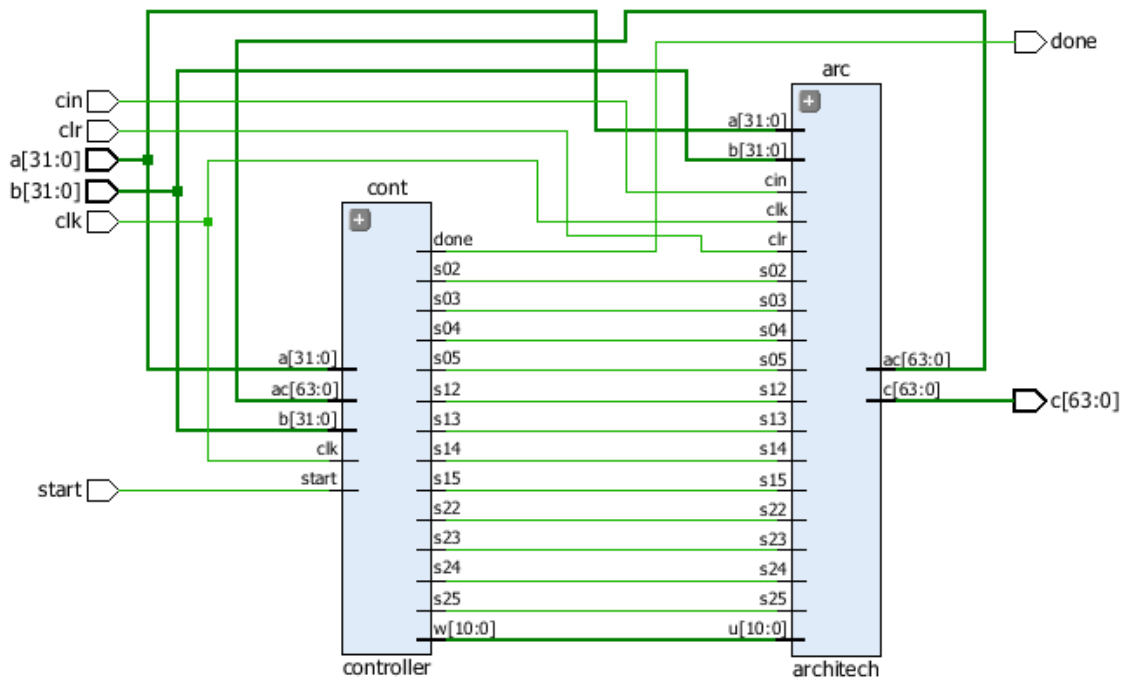 done
arc
cin
clr
a[31:0]
b[31:0]
clk
a[31:0]
b[31:0]
cin
clk
clr
s02
s03
s04
s05
s12
s13
s14
s15
s22
s23
s24
s25
u[10:0]
ac[63:0]
c[63:0]
c[63:0]
architech
cont
done
s02
s03
s04
s05
s12
s13
s14
s15
s22
s23
s24
s25
w[10:0]
a[31:0]
ac[63:0]
b[31:0]
clk
start
start
controller